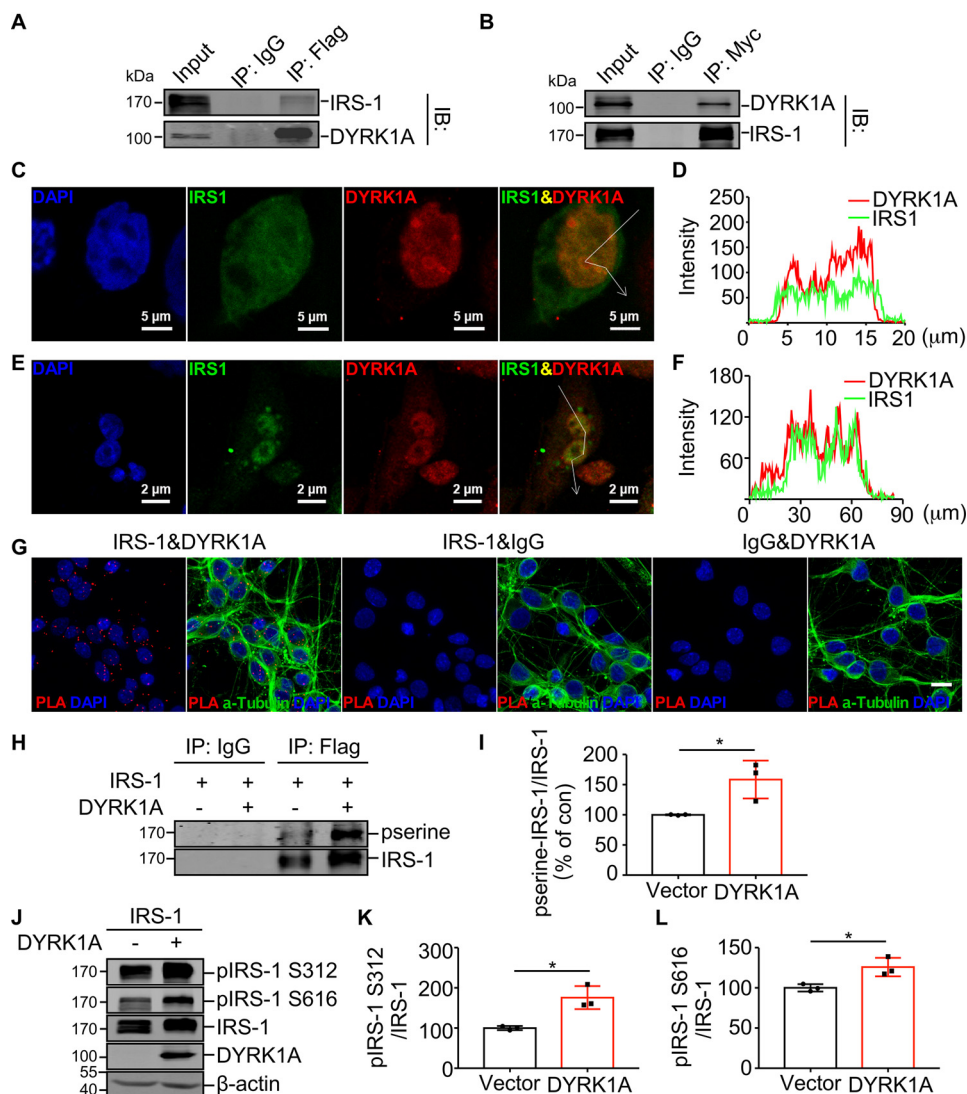 A
Input
IP: IgG
IP: Flag
kDa
170
IRS-1
100
DYRK1A
IB:
B
Input
IP: IgG
IP: Myc
kDa
100
DYRK1A
170
IRS-1
IB:
C
DAPI
IRS1
DYRK1A
IRS1&DYRK1A
5 µm
5 µm
5 µm
5 µm
D
DYRK1A
IRS1
Intensity
250
200
150
100
50
0 5 10 15 20 (µm)
E
DAPI
IRS1
DYRK1A
IRS1&DYRK1A
2 µm
2 µm
2 µm
2 µm
F
DYRK1A
IRS1
Intensity
180
120
60
0 30 60 90 (µm)
G
IRS-1&DYRK1A
IRS-1&IgG
IgG&DYRK1A
PLA DAPI
PLA a-Tubulin DAPI
PLA DAPI
PLA a-Tubulin DAPI
PLA DAPI
PLA a-Tubulin DAPI
H
IP: IgG IP: Flag
IRS-1 + + + +
DYRK1A - + - +
170 pserine
170 IRS-1
I
pserine-IRS-1/IRS-1
(% of con)
200
150
100
50
0
*
Vector DYRK1A
J
IRS-1
DYRK1A - +
170 pIRS-1 S312
170 pIRS-1 S616
170 IRS-1
100 DYRK1A
55
40 β-actin
K
pIRS-1 S312
/IRS-1
300
200
100
0
*
Vector DYRK1A
L
pIRS-1 S616
/IRS-1
150
100
50
0
*
Vector DYRK1A